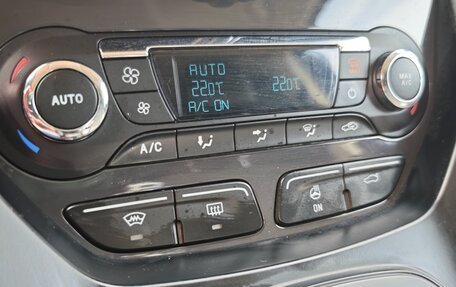 AUTO
AUTO
22.0°C 22.0°C
A/C ON
MAX A/C
A/C
ON